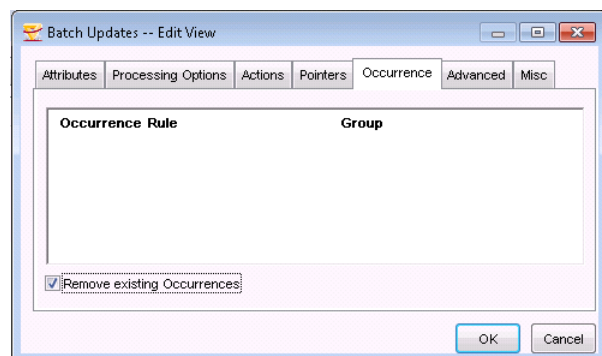 Batch Updates -- Edit View
Attributes Processing Options Actions Pointers Occurrence Advanced Misc
Occurrence Rule Group
Remove existing Occurrences
OK Cancel